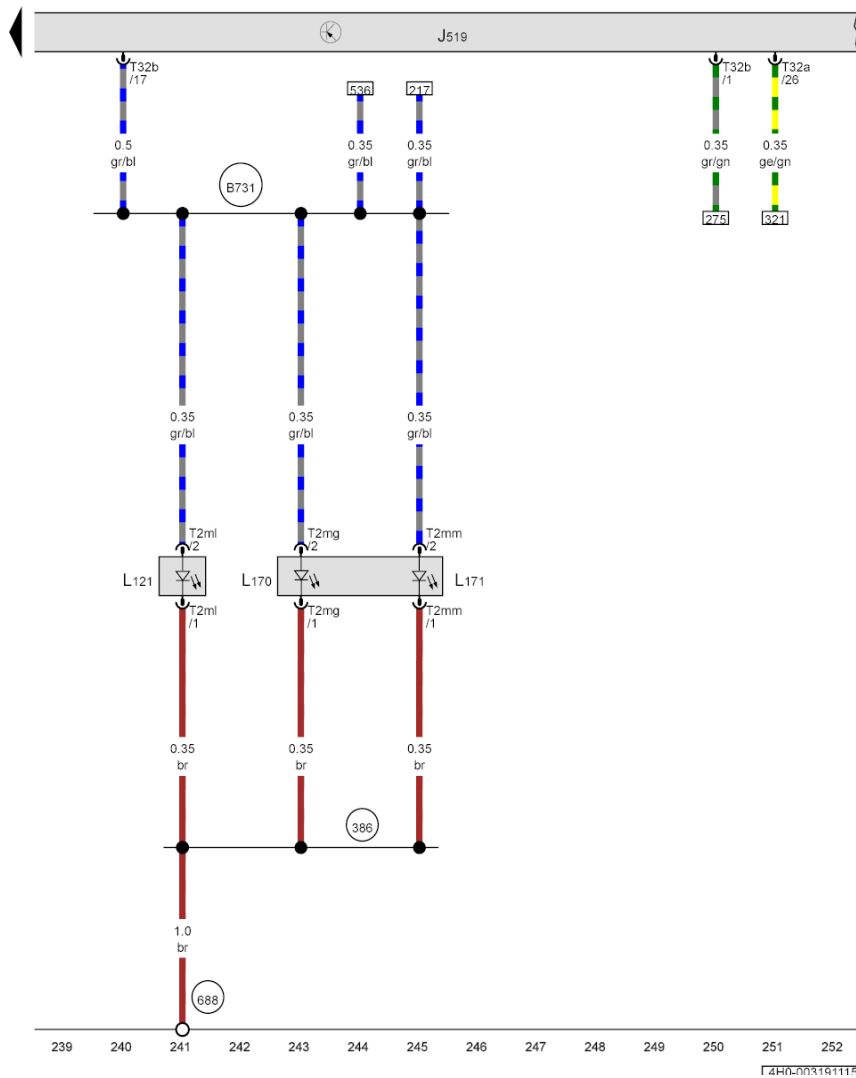 J519
T32b
/17
T32b
/1
T32a
/26
536
217
0.5
gr/bl
0.35
gr/bl
0.35
gr/bl
0.35
gr/gn
0.35
ge/gn
B731
275
321
0.35
gr/bl
0.35
gr/bl
0.35
gr/bl
T2ml
/2
T2mg
/2
T2mm
/2
L121
L170
L171
T2ml
/1
T2mg
/1
T2mm
/1
0.35
br
0.35
br
0.35
br
386
1.0
br
688
239 240 241 242 243 244 245 246 247 248 249 250 251 252
4H0-003191115